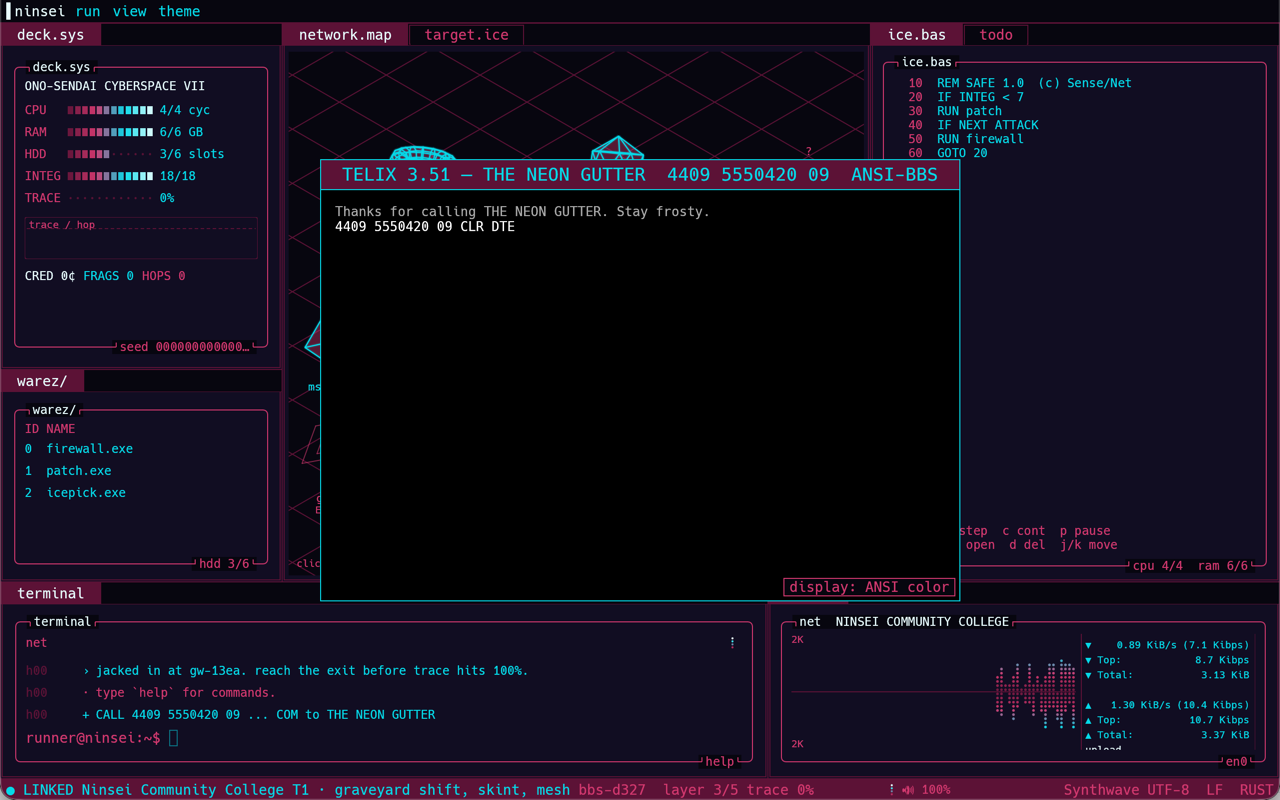 ninsei run view theme
deck.sys
deck.sys
ONO-SENDAI CYBERSPACE VII
CPU 4/4 cyc
RAM 6/6 GB
HDD 3/6 slots
INTEG 18/18
TRACE 0%
trace / hop
CRED 0¢ FRAGS 0 HOPS 0
seed 000000000000…
warez/
warez/
ID NAME
0 firewall.exe
1 patch.exe
2 icepick.exe
hdd 3/6
network.map target.ice
?
ms
clic
TELIX 3.51 — THE NEON GUTTER 4409 5550420 09 ANSI-BBS
Thanks for calling THE NEON GUTTER. Stay frosty.
4409 5550420 09 CLR DTE
display: ANSI color
ice.bas todo
ice.bas
10 REM SAFE 1.0 (c) Sense/Net
20 IF INTEG < 7
30 RUN patch
40 IF NEXT ATTACK
50 RUN firewall
60 GOTO 20
step c cont p pause
open d del j/k move
cpu 4/4 ram 6/6
terminal
terminal
net
h00 › jacked in at gw-13ea. reach the exit before trace hits 100%.
h00 · type `help` for commands.
h00 + CALL 4409 5550420 09 ... COM to THE NEON GUTTER
runner@ninsei:~$
help
net NINSEI COMMUNITY COLLEGE
2K
2K
▼ 0.89 KiB/s (7.1 Kibps)
▼ Top: 8.7 Kibps
▼ Total: 3.13 KiB
▲ 1.30 KiB/s (10.4 Kibps)
▲ Top: 10.7 Kibps
▲ Total: 3.37 KiB
en0
● LINKED Ninsei Community College T1 · graveyard shift, skint, mesh bbs-d327 layer 3/5 trace 0% 100% Synthwave UTF-8 LF RUST